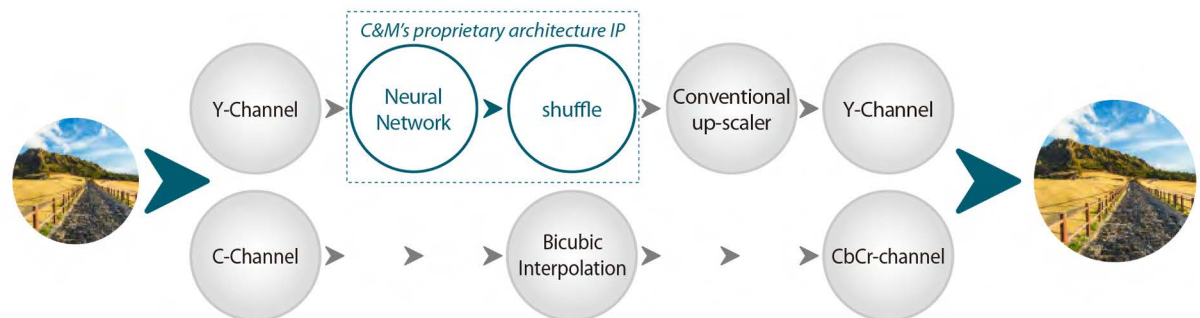 C&M's proprietary architecture IP
Y-Channel
Neural
Network
shuffle
Conventional
up-scaler
Y-Channel
C-Channel
Bicubic
Interpolation
CbCr-channel